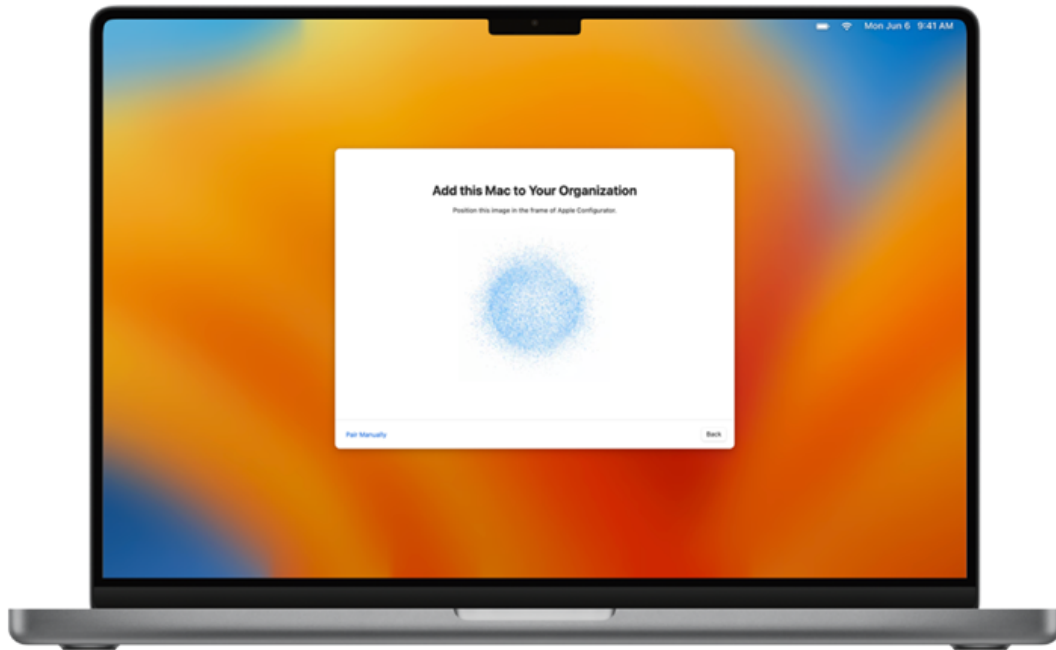 Mon Jun 6 9:41 AM
Add this Mac to Your Organization
Position this image in the frame of Apple Configurator.
Pair Manually
Back